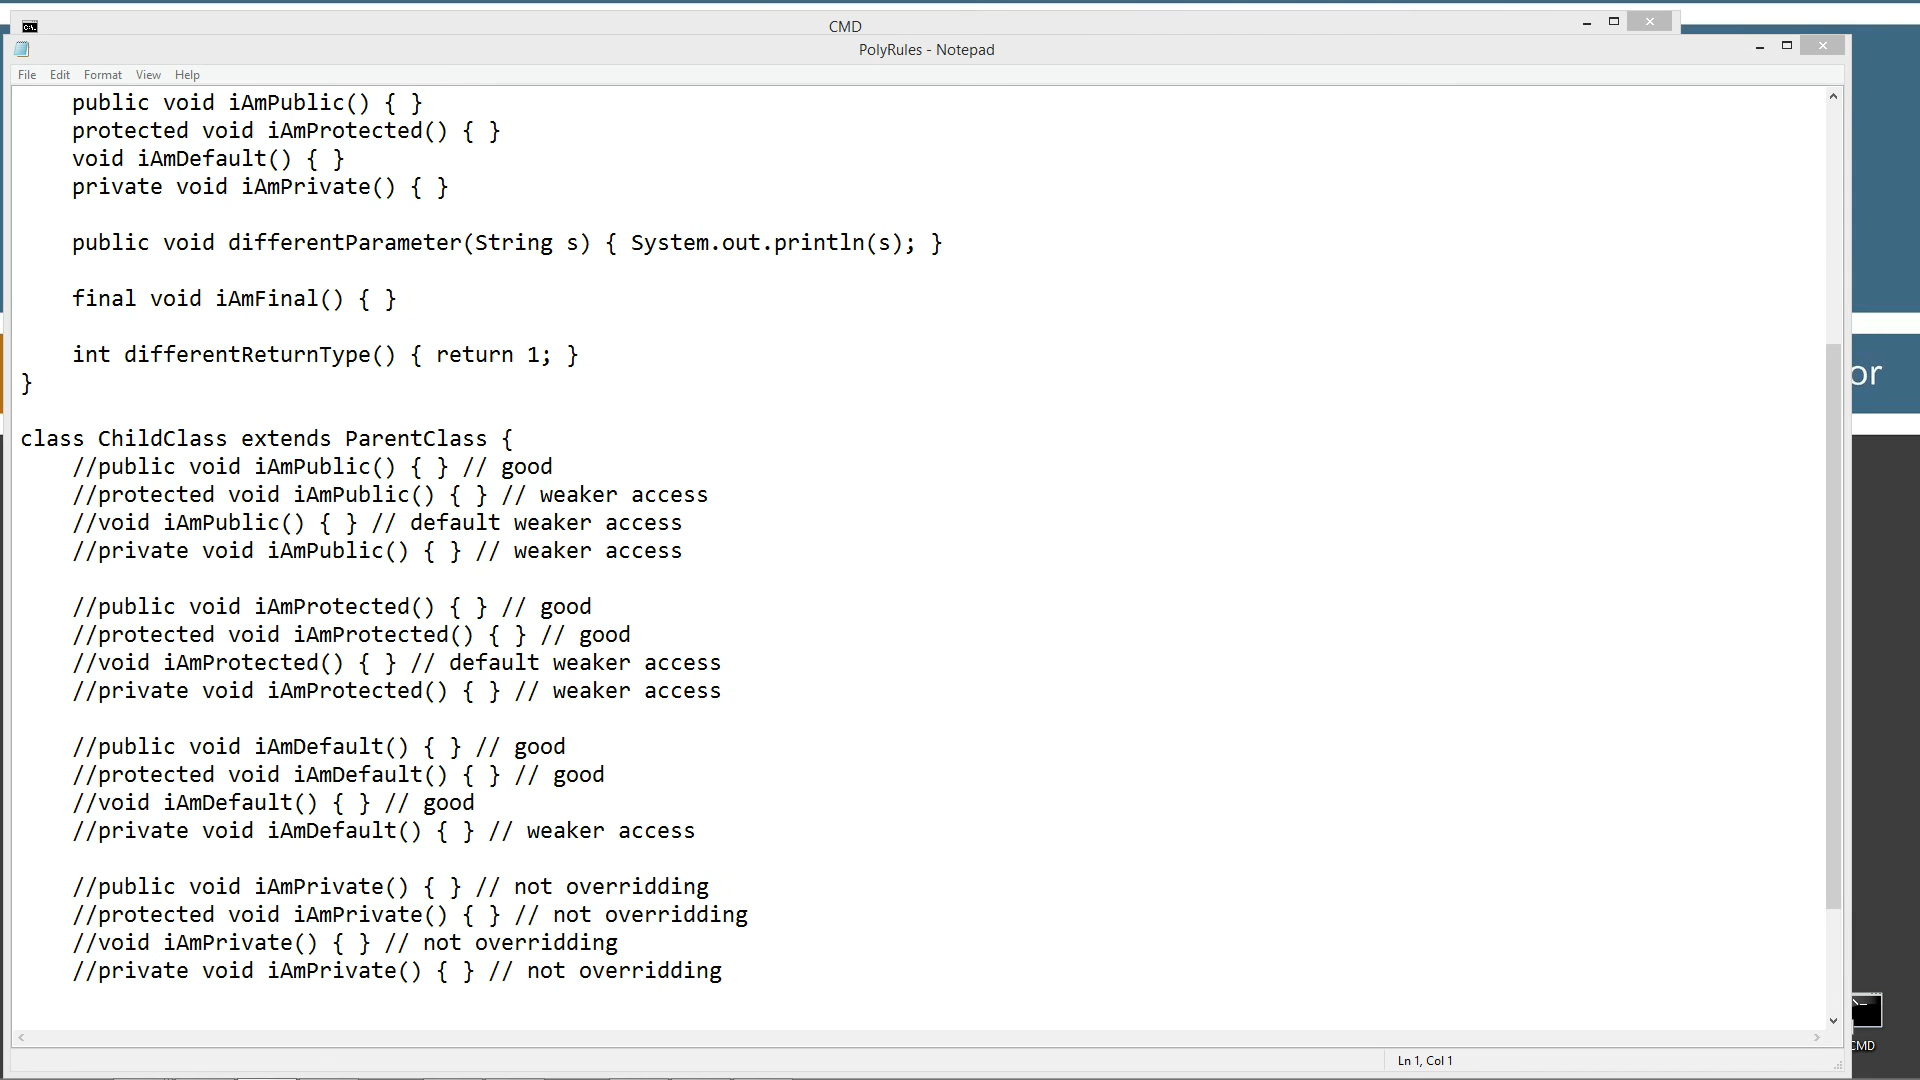 CMD
PolyRules - Notepad
File Edit Format View Help
public void iAmPublic() { }
protected void iAmProtected() { }
void iAmDefault() { }
private void iAmPrivate() { }
public void differentParameter(String s) { System.out.println(s); }
final void iAmFinal() { }
int differentReturnType() { return 1; }
}
or
class ChildClass extends ParentClass {
//public void iAmPublic() { } // good
//protected void iAmPublic() { } // weaker access
//void iAmPublic() { } // default weaker access
//private void iAmPublic() { } // weaker access
//public void iAmProtected() { } // good
//protected void iAmProtected() { } // good
//void iAmProtected() { } // default weaker access
//private void iAmProtected() { } // weaker access
//public void iAmDefault() { } // good
//protected void iAmDefault() { } // good
//void iAmDefault() { } // good
//private void iAmDefault() { } // weaker access
//public void iAmPrivate() { } // not overridding
//protected void iAmPrivate() { } // not overridding
//void iAmPrivate() { } // not overridding
//private void iAmPrivate() { } // not overridding
CMD
Ln 1, Col 1